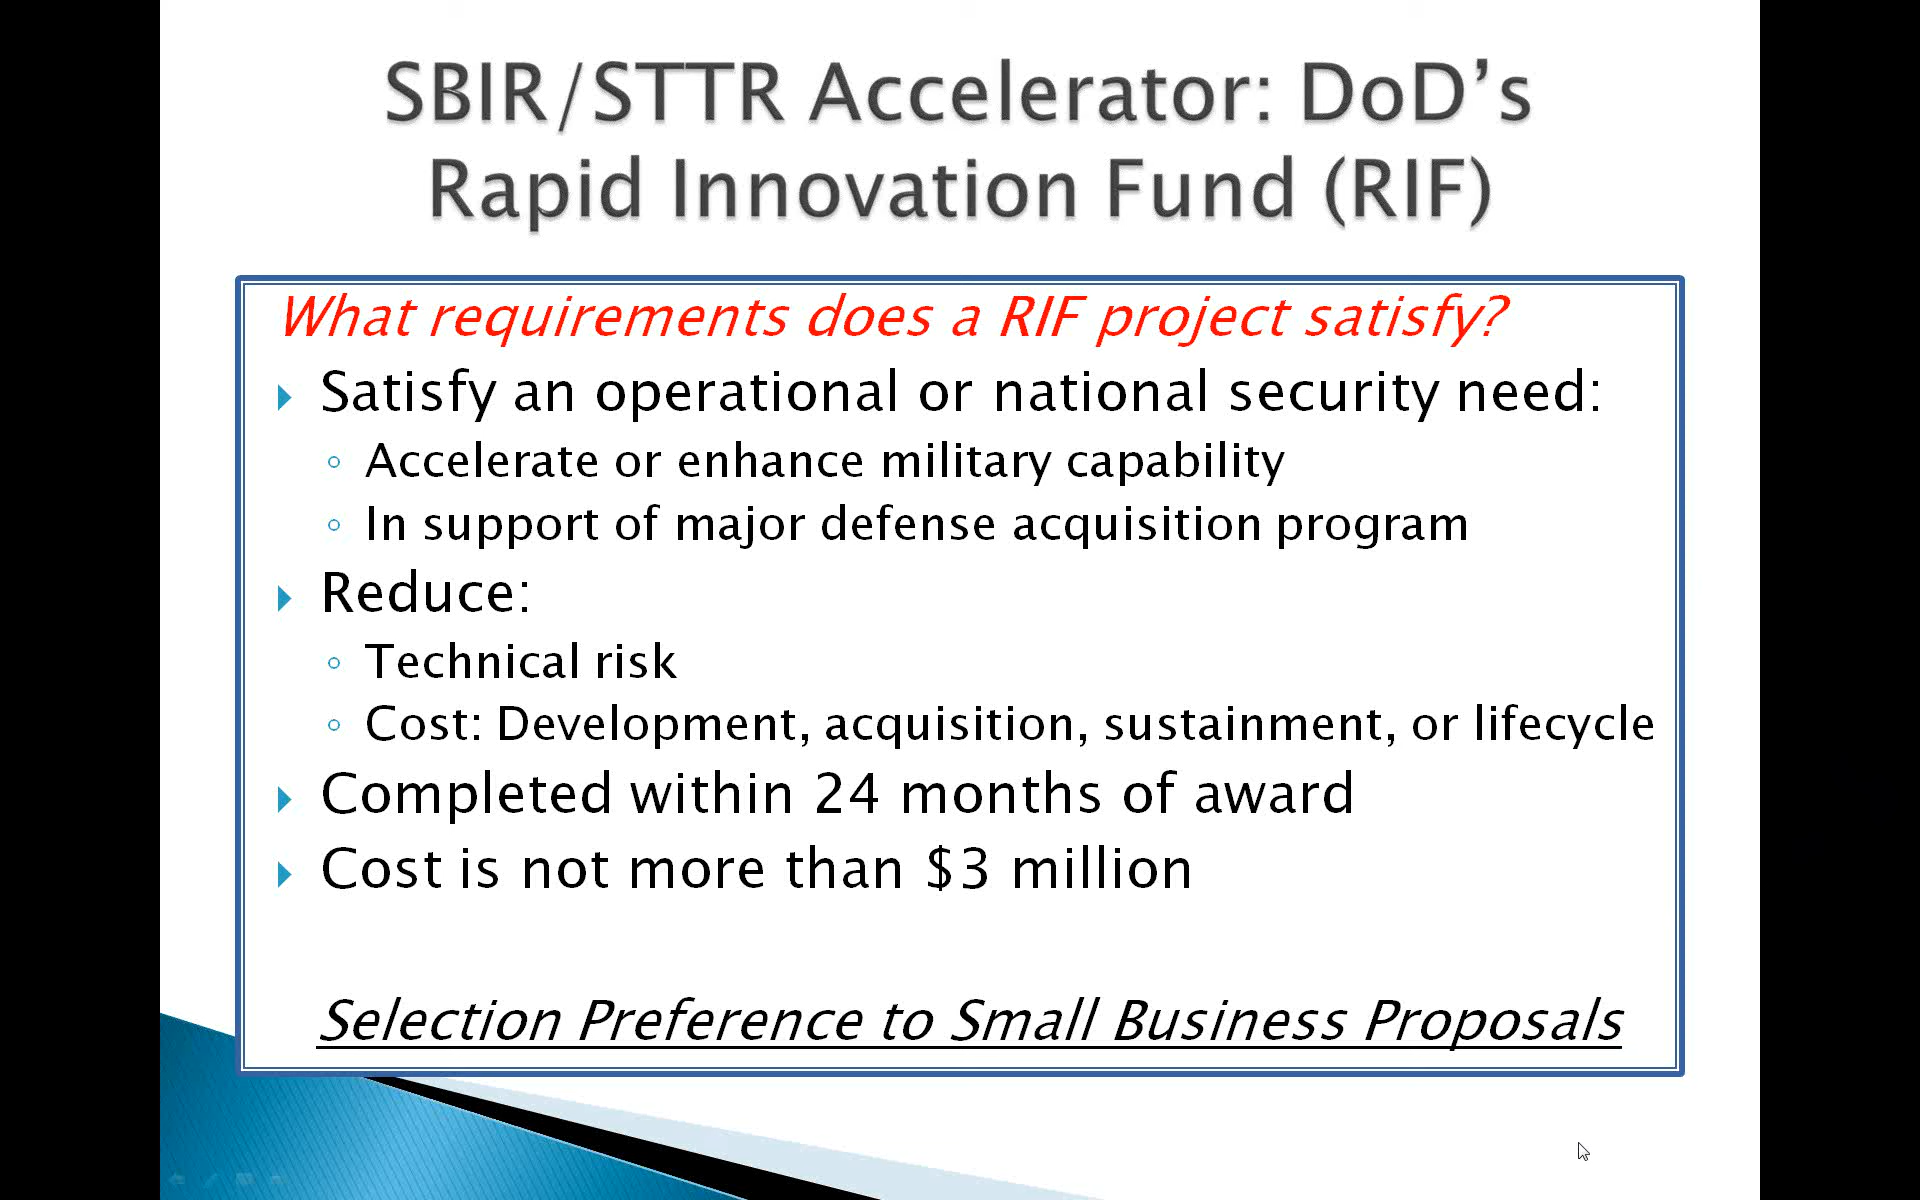 SBIR/STTR Accelerator: DoD’s
Rapid Innovation Fund (RIF)
What requirements does a RIF project satisfy?
Satisfy an operational or national security need:
Accelerate or enhance military capability
In support of major defense acquisition program
Reduce:
Technical risk
Cost: Development, acquisition, sustainment, or lifecycle
Completed within 24 months of award
Cost is not more than $3 million
Selection Preference to Small Business Proposals